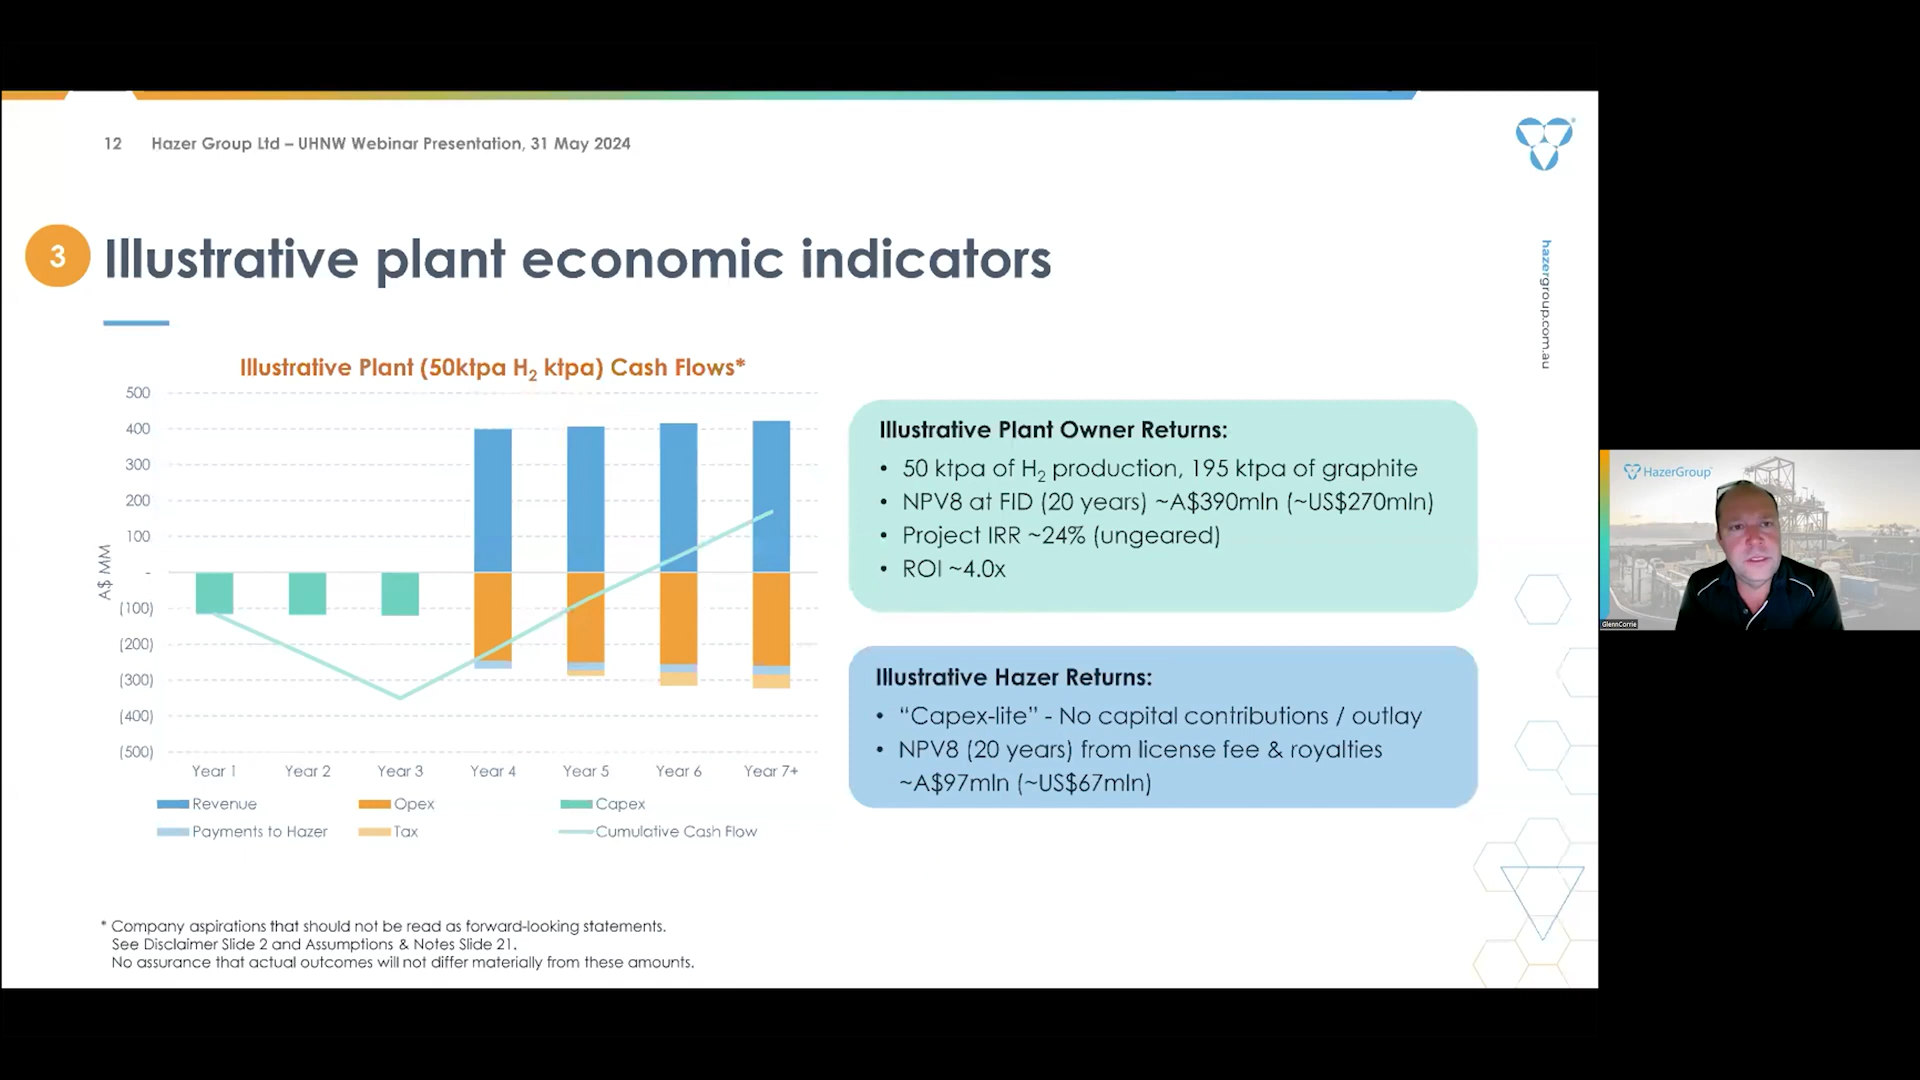 12 Hazer Group Ltd – UHNW Webinar Presentation, 31 May 2024
hazergroup.com.au
3 Illustrative plant economic indicators
Illustrative Plant (50ktpa H₂ ktpa) Cash Flows*
A$ MM
500
400
300
200
100
-
(100)
(200)
(300)
(400)
(500)
Year 1 Year 2 Year 3 Year 4 Year 5 Year 6 Year 7+
Revenue Opex Capex
Payments to Hazer Tax Cumulative Cash Flow
Illustrative Plant Owner Returns:
• 50 ktpa of H₂ production, 195 ktpa of graphite
• NPV8 at FID (20 years) ~A$390mln (~US$270mln)
• Project IRR ~24% (ungeared)
• ROI ~4.0x
Illustrative Hazer Returns:
• “Capex-lite” - No capital contributions / outlay
• NPV8 (20 years) from license fee & royalties
~A$97mln (~US$67mln)
* Company aspirations that should not be read as forward-looking statements.
See Disclaimer Slide 2 and Assumptions & Notes Slide 21.
No assurance that actual outcomes will not differ materially from these amounts.
HazerGroup
GlennCorrie